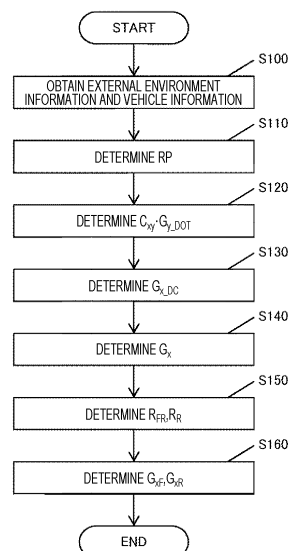 START
S100
OBTAIN EXTERNAL ENVIRONMENT
INFORMATION AND VEHICLE INFORMATION
S110
DETERMINE RP
S120
DETERMINE Cxy·Gy_DOT
S130
DETERMINE Gx_DC
S140
DETERMINE Gx
S150
DETERMINE RFR,RR
S160
DETERMINE GxF,GxR
END